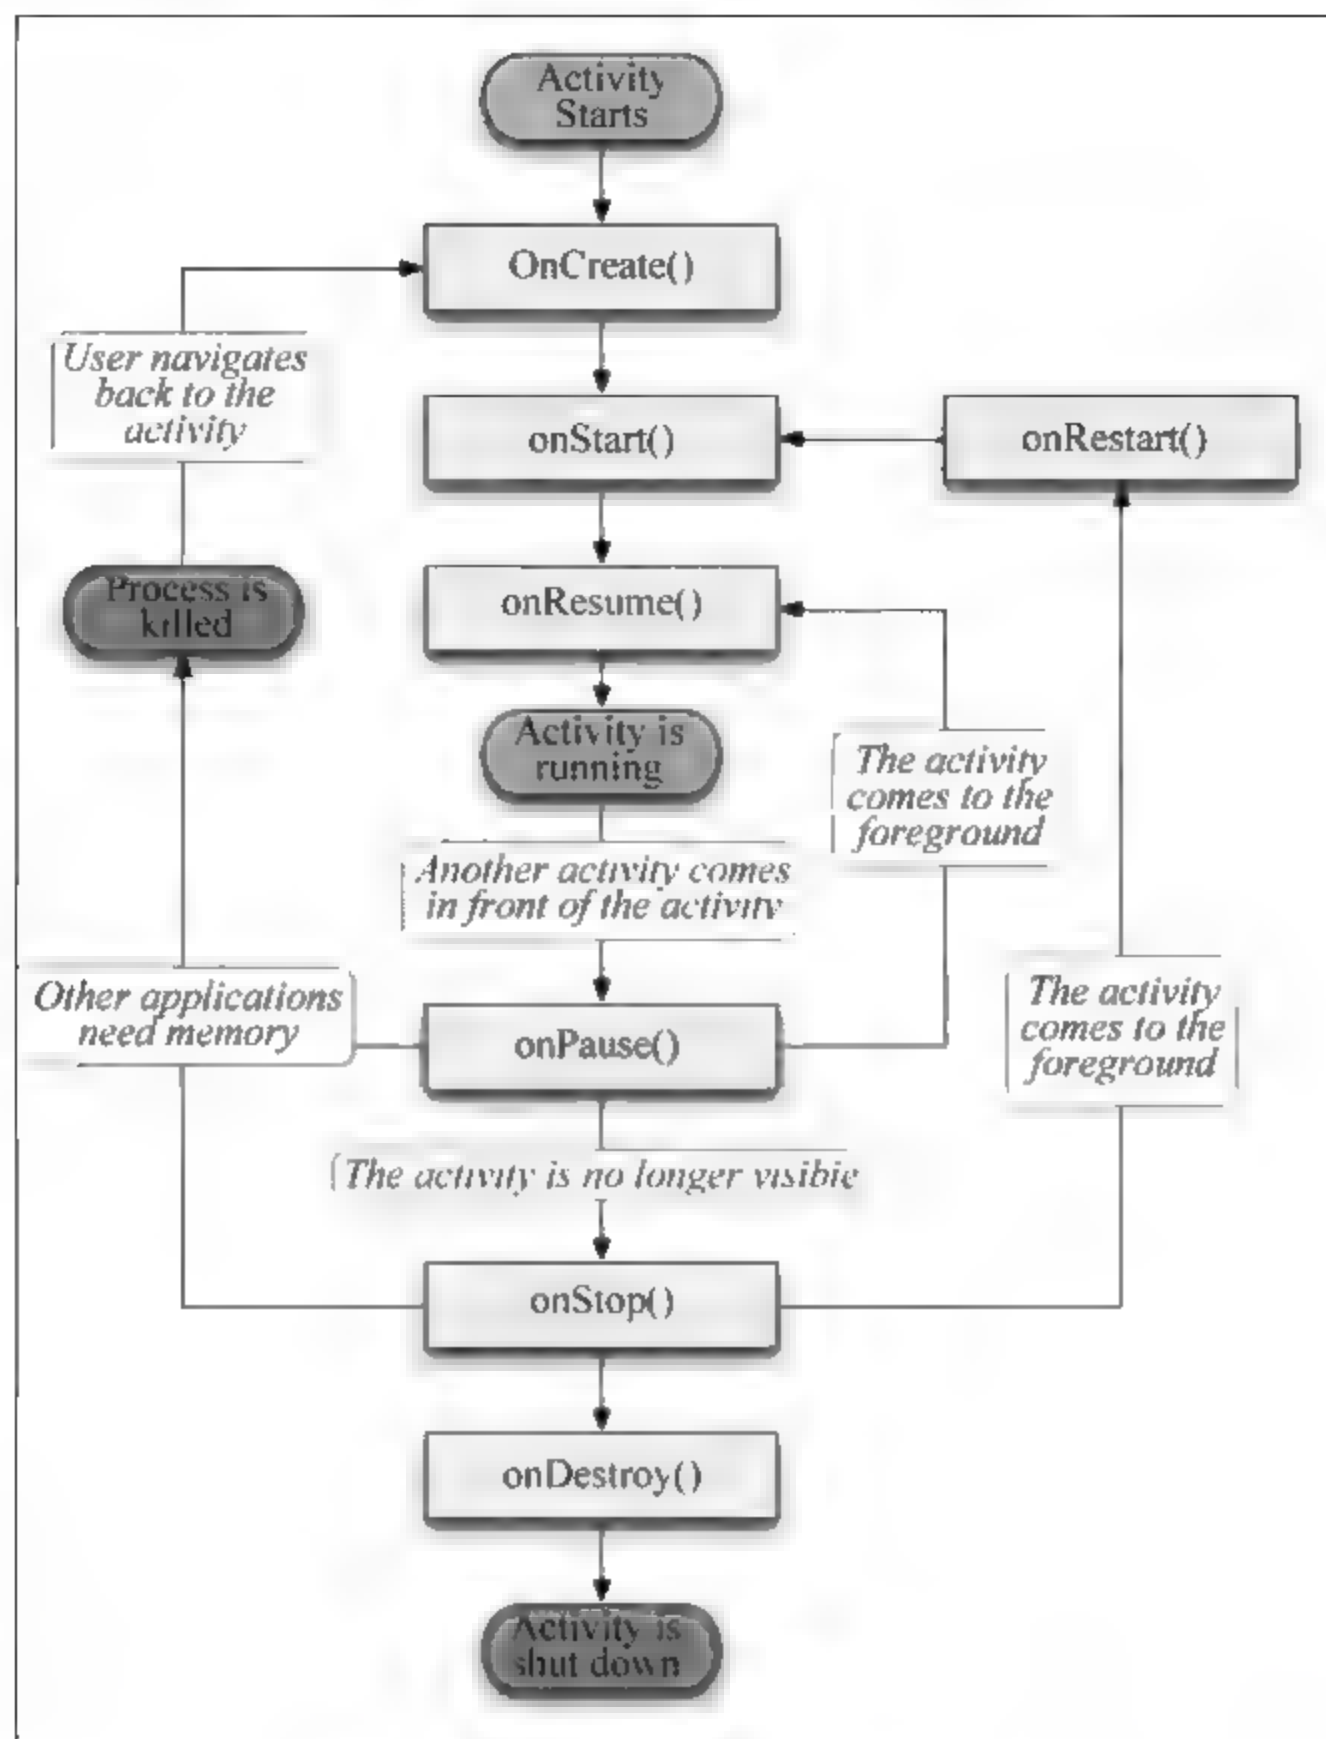 Activity
Starts
OnCreate()
User navigates
back to the
activity
onStart()
onRestart()
Process is
killed
onResume()
Activity is
running
The activity
comes to the
foreground
Another activity comes
in front of the activity
Other applications
need memory
onPause()
The activity
comes to the
foreground
The activity is no longer visible
onStop()
onDestroy()
Activity is
shut down